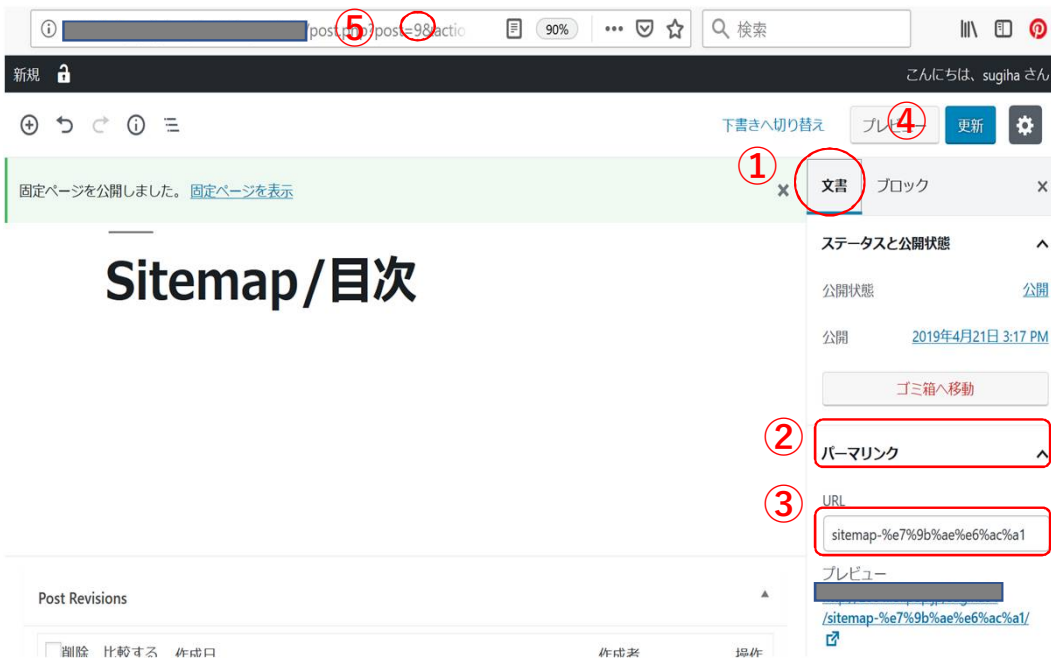 /post.php?post=9&actio
90%
検索
⑤
新規
こんにちは、sugiha さん
下書きへ切り替え
プレビュー
④
更新
固定ページを公開しました。 固定ページを表示
①
文書
ブロック
ステータスと公開状態
Sitemap/目次
公開状態
公開
公開
2019年4月21日 3:17 PM
ゴミ箱へ移動
②
パーマリンク
③
URL
sitemap-%e7%9b%ae%e6%ac%a1
プレビュー
/sitemap-%e7%9b%ae%e6%ac%a1/
Post Revisions
削除 比較する 作成日 作成者 操作